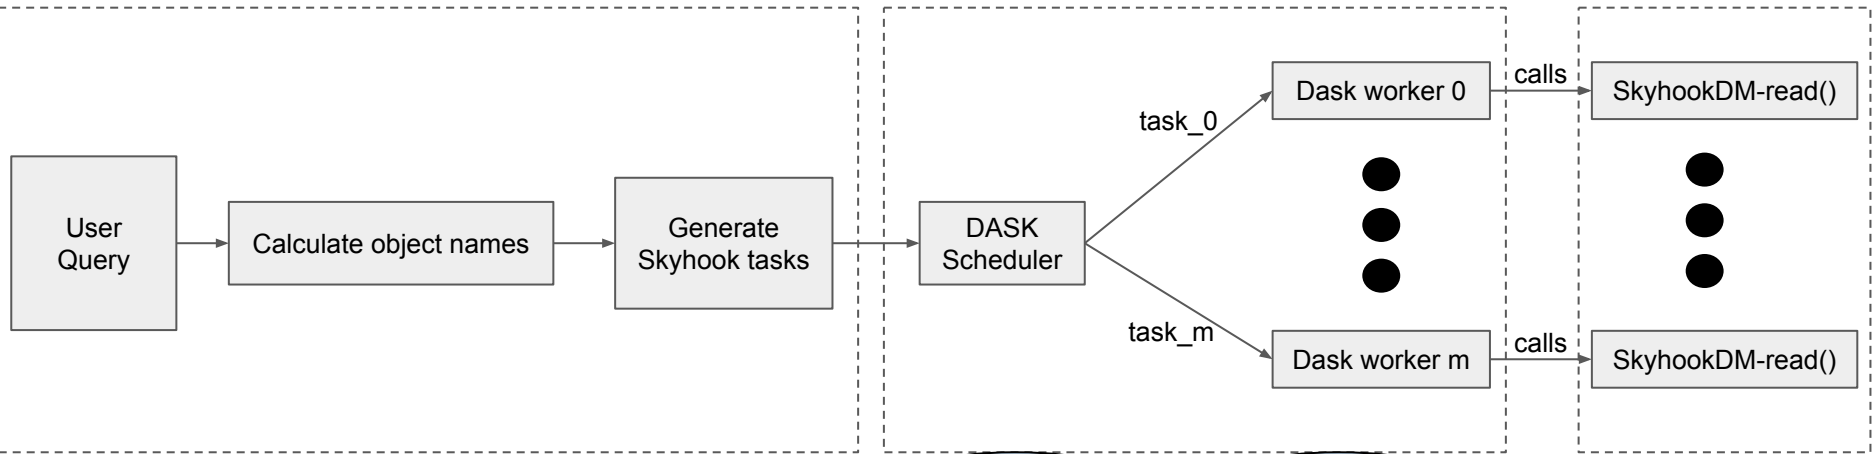 User
Query
Calculate object names
Generate
Skyhook tasks
DASK
Scheduler
task_0
task_m
Dask worker 0
Dask worker m
calls
calls
SkyhookDM-read()
SkyhookDM-read()